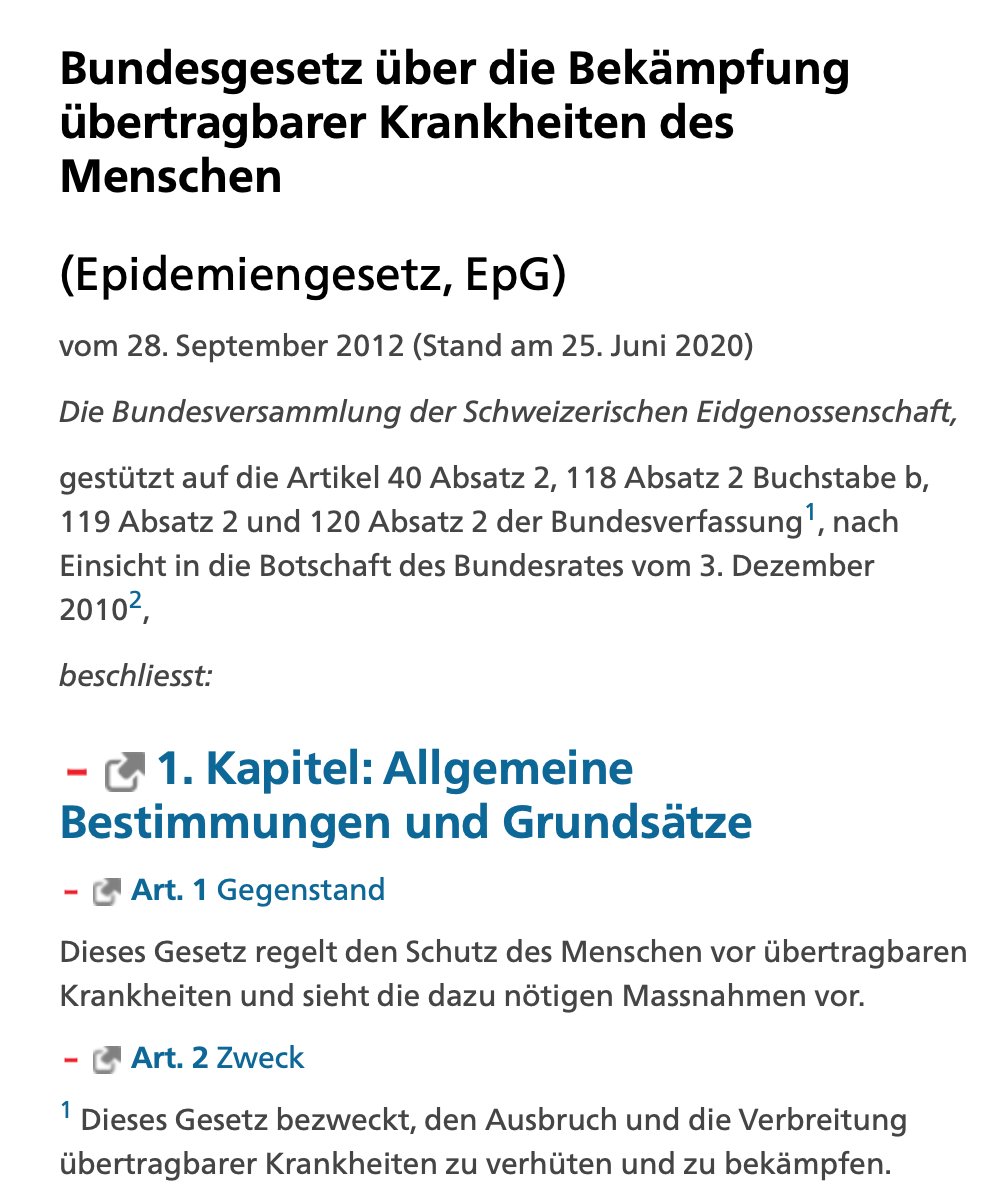 Bundesgesetz über die Bekämpfung
übertragbarer Krankheiten des
Menschen
(Epidemiengesetz, EpG)
vom 28. September 2012 (Stand am 25. Juni 2020)
Die Bundesversammlung der Schweizerischen Eidgenossenschaft,
gestützt auf die Artikel 40 Absatz 2, 118 Absatz 2 Buchstabe b,
119 Absatz 2 und 120 Absatz 2 der Bundesverfassung1, nach
Einsicht in die Botschaft des Bundesrates vom 3. Dezember
20102,
beschliesst:
– 1. Kapitel: Allgemeine
Bestimmungen und Grundsätze
– Art. 1 Gegenstand
Dieses Gesetz regelt den Schutz des Menschen vor übertragbaren
Krankheiten und sieht die dazu nötigen Massnahmen vor.
– Art. 2 Zweck
1 Dieses Gesetz bezweckt, den Ausbruch und die Verbreitung
übertragbarer Krankheiten zu verhüten und zu bekämpfen.